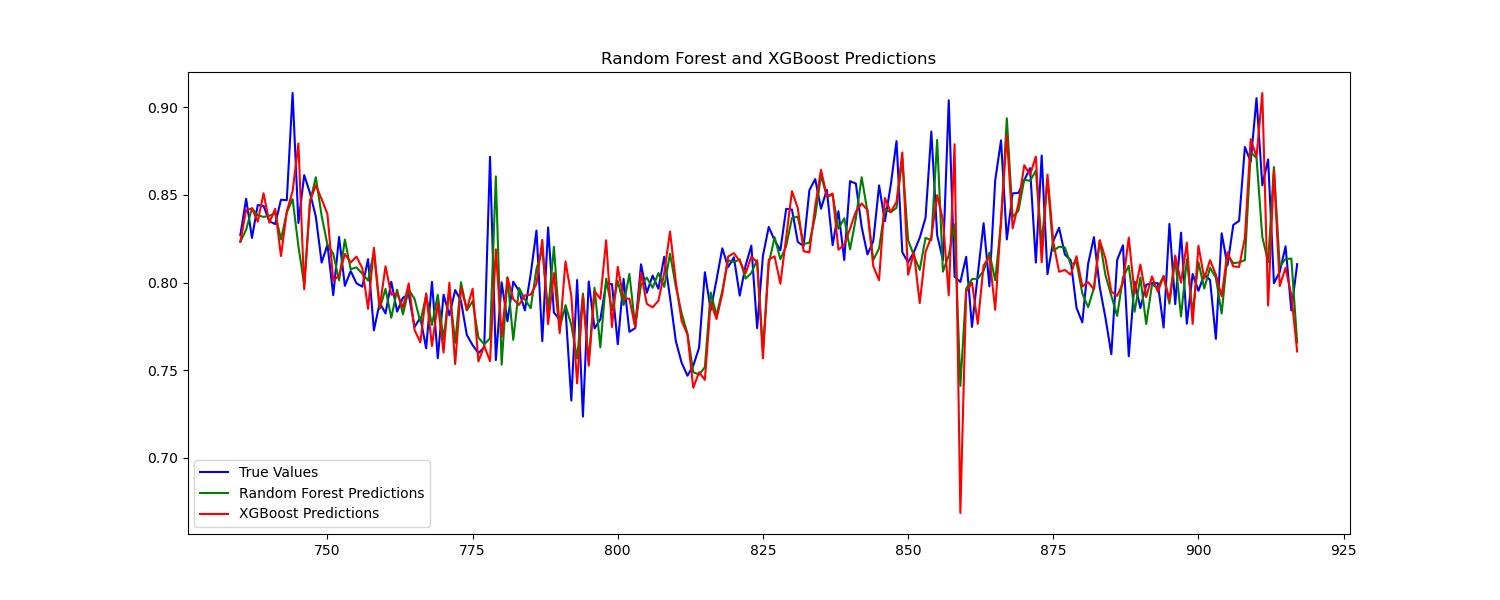 Random Forest and XGBoost Predictions
0.90
0.85
0.80
0.75
0.70
True Values
Random Forest Predictions
XGBoost Predictions
750 775 800 825 850 875 900 925